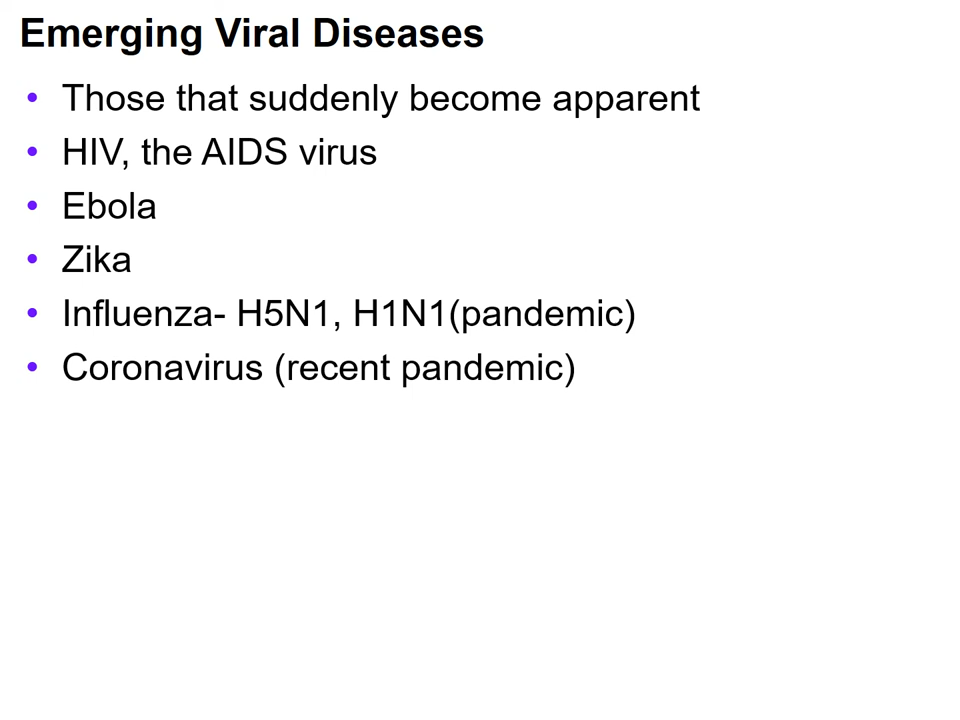 Emerging Viral Diseases
• Those that suddenly become apparent
• HIV, the AIDS virus
• Ebola
• Zika
• Influenza- H5N1, H1N1(pandemic)
• Coronavirus (recent pandemic)